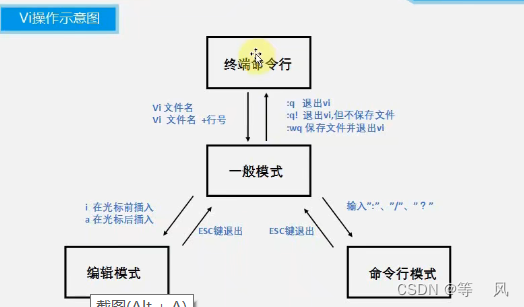 Vi操作示意图
终端命令行
Vi 文件名
Vi 文件名 +行号
:q 退出vi
:q! 退出vi,但不保存文件
:wq 保存文件并退出vi
一般模式
i 在光标前插入
a 在光标后插入
ESC键退出
ESC键退出
输入“:”、“/”、“？”
编辑模式
命令行模式
截图(Alt + A)
CSDN @等 风